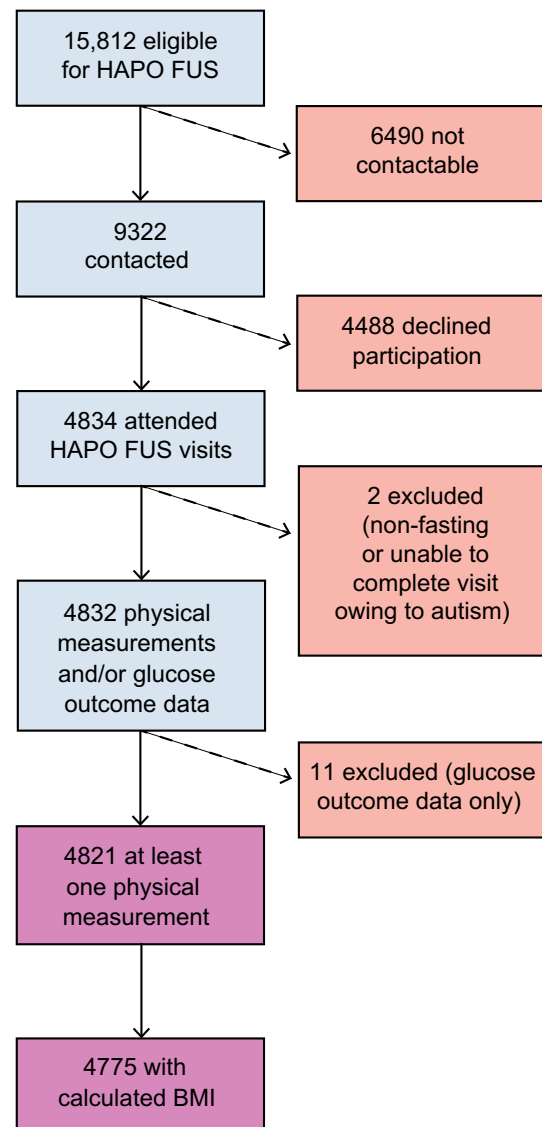 15,812 eligible
for HAPO FUS
6490 not
contactable
9322
contacted
4488 declined
participation
4834 attended
HAPO FUS visits
2 excluded
(non-fasting
or unable to
complete visit
owing to autism)
4832 physical
measurements
and/or glucose
outcome data
11 excluded (glucose
outcome data only)
4821 at least
one physical
measurement
4775 with
calculated BMI